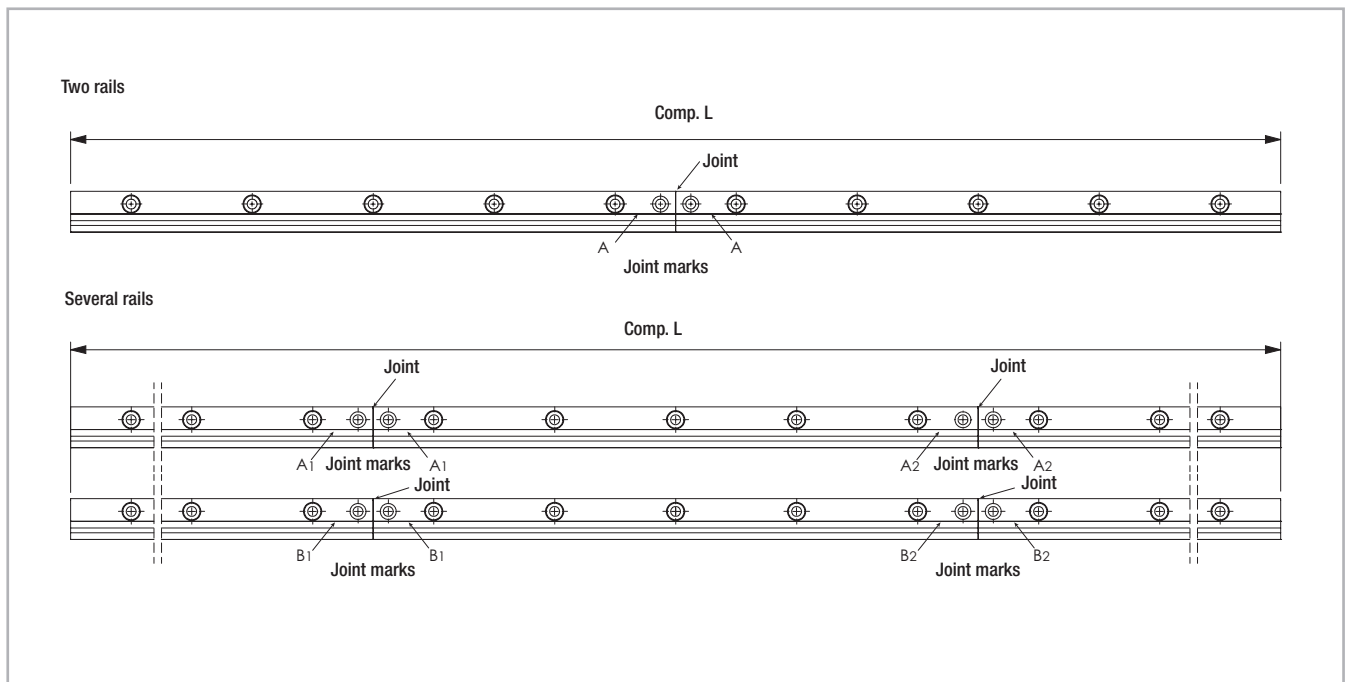 Two rails
Comp. L
Joint
A A
Joint marks
Several rails
Comp. L
Joint Joint
A1 Joint marks A1 A2 Joint marks A2
Joint Joint
B1 B1 B2 B2
Joint marks Joint marks